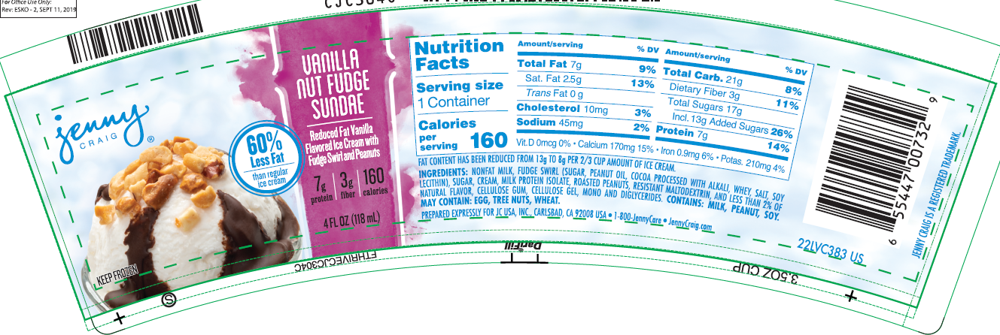 For Office Use Only:
Rev: ESKO - 2, SEPT 11, 2019
jenny
CRAIG®
60%
Less Fat
than regular
ice cream
KEEP FROZEN
VANILLA
NUT FUDGE
SUNDAE
Reduced Fat Vanilla
Flavored Ice Cream with
Fudge Swirl and Peanuts
7g protein
3g fiber
160 calories
4 FL OZ (118 mL)
Nutrition
Facts
Serving size
1 Container
Calories
per
serving 160
Amount/serving % DV
Total Fat 7g 9%
Sat. Fat 2.5g 13%
Trans Fat 0 g
Cholesterol 10mg 3%
Sodium 45mg 2%
Amount/serving % DV
Total Carb. 21g 8%
Dietary Fiber 3g 11%
Total Sugars 17g
Incl. 13g Added Sugars 26%
Protein 7g 14%
Vit.D 0mcg 0% • Calcium 170mg 15% • Iron 0.9mg 6% • Potas. 210mg 4%
FAT CONTENT HAS BEEN REDUCED FROM 13g TO 8g PER 2/3 CUP AMOUNT OF ICE CREAM.
INGREDIENTS: NONFAT MILK, FUDGE SWIRL (SUGAR, PEANUT OIL, COCOA PROCESSED WITH ALKALI, WHEY, SALT, SOY
LECITHIN), SUGAR, CREAM, MILK PROTEIN ISOLATE, ROASTED PEANUTS, RESISTANT MALTODEXTRIN, AND LESS THAN 2% OF
NATURAL FLAVOR, CELLULOSE GUM, CELLULOSE GEL, MONO AND DIGLYCERIDES. CONTAINS: MILK, PEANUT, SOY.
MAY CONTAIN: EGG, TREE NUTS, WHEAT.
PREPARED EXPRESSLY FOR JC USA, INC., CARLSBAD, CA 92008 USA • 1-800-JennyCare • JennyCraig.com
22LVC383 US
6 55447 00732 9
JENNY CRAIG IS A REGISTERED TRADEMARK.
S
ETHRIVECJC304C
DariFill
3.5OZ CUP